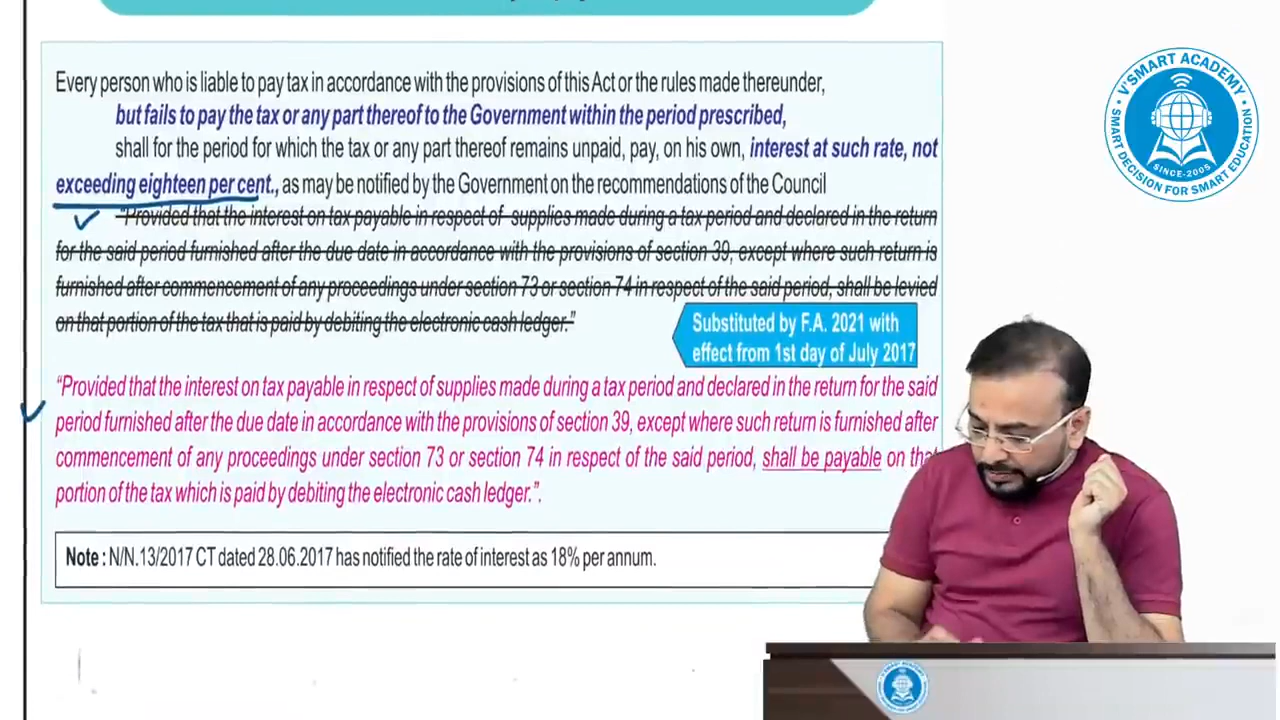 Every person who is liable to pay tax in accordance with the provisions of this Act or the rules made thereunder,
but fails to pay the tax or any part thereof to the Government within the period prescribed,
shall for the period for which the tax or any part thereof remains unpaid, pay, on his own, interest at such rate, not
exceeding eighteen per cent., as may be notified by the Government on the recommendations of the Council
"Provided that the interest on tax payable in respect of supplies made during a tax period and declared in the return
for the said period furnished after the due date in accordance with the provisions of section 39, except where such return is
furnished after commencement of any proceedings under section 73 or section 74 in respect of the said period, shall be levied
on that portion of the tax that is paid by debiting the electronic cash ledger."
Substituted by F.A. 2021 with
effect from 1st day of July 2017
"Provided that the interest on tax payable in respect of supplies made during a tax period and declared in the return for the said
period furnished after the due date in accordance with the provisions of section 39, except where such return is furnished after
commencement of any proceedings under section 73 or section 74 in respect of the said period, shall be payable on that
portion of the tax which is paid by debiting the electronic cash ledger.".
Note : N/N.13/2017 CT dated 28.06.2017 has notified the rate of interest as 18% per annum.
V'SMART ACADEMY
SINCE-2005
SMART DECISION FOR SMART EDUCATION